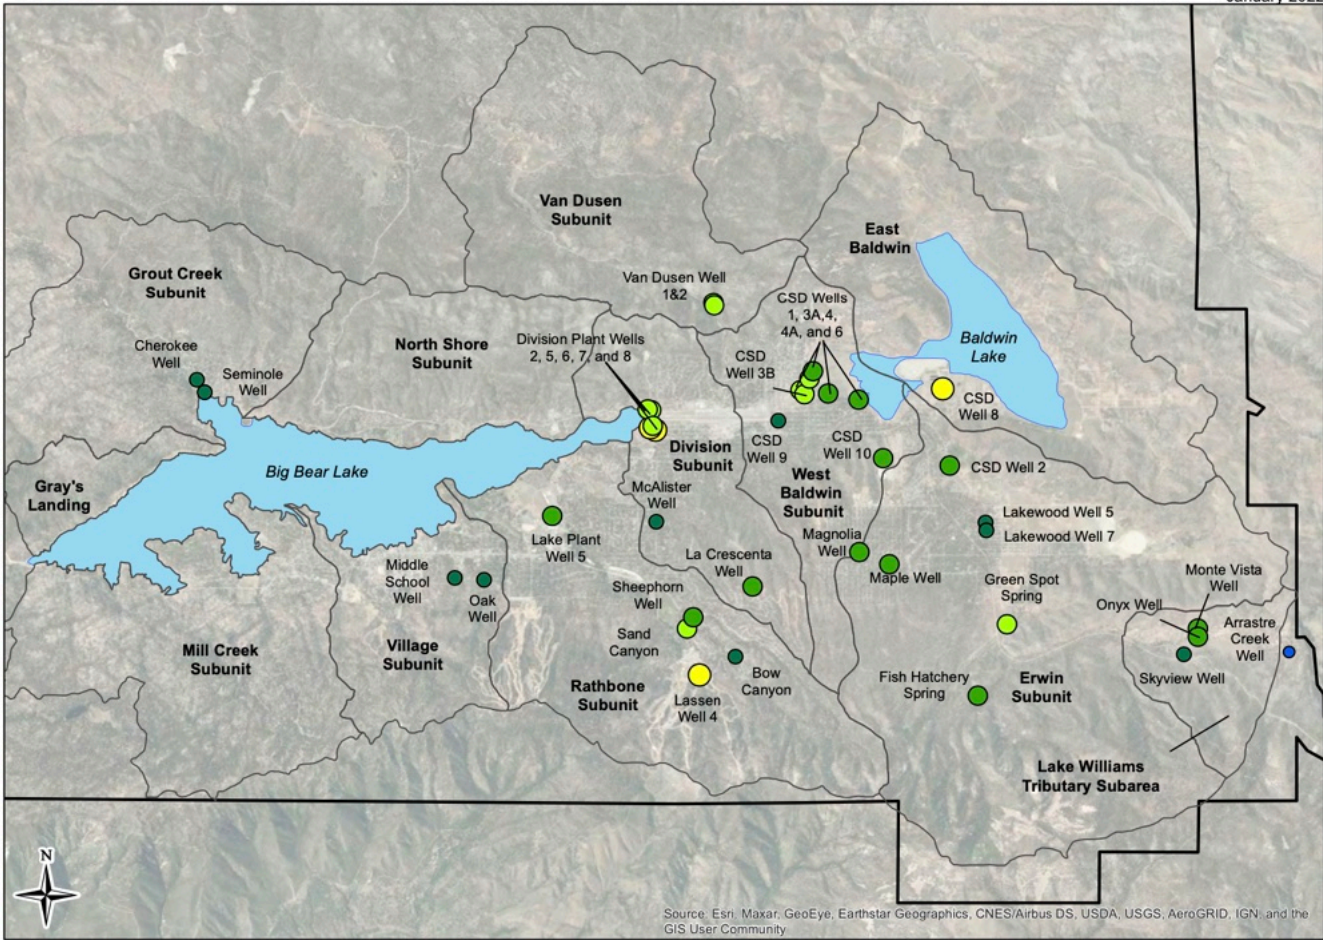 Van Dusen
Subunit
East
Baldwin
Grout Creek
Subunit
Van Dusen Well
1&2
CSD Wells
1, 3A,4,
4A, and 6
Baldwin
Lake
North Shore
Subunit
Division Plant Wells
2, 5, 6, 7, and 8
Cherokee
Well
Seminole
Well
CSD
Well 3B
CSD
Well 8
Division
Subunit
CSD
Well 9
CSD
Well 10
CSD Well 2
Big Bear Lake
Gray's
Landing
West
Baldwin
Subunit
McAlister
Well
Lakewood Well 5
Lakewood Well 7
Lake Plant
Well 5
Magnolia
Well
La Crescenta
Well
Middle
School
Well
Oak
Well
Maple Well
Green Spot
Spring
Monte Vista
Well
Onyx Well
Sheephorn
Well
Arrastre
Creek
Well
Sand
Canyon
Mill Creek
Subunit
Village
Subunit
Bow
Canyon
Rathbone
Subunit
Lassen
Well 4
Fish Hatchery
Spring
Erwin
Subunit
Skyview Well
Lake Williams
Tributary Subarea
N
Source: Esri, Maxar, GeoEye, Earthstar Geographics, CNES/Airbus DS, USDA, USGS, AeroGRID, IGN, and the
GIS User Community